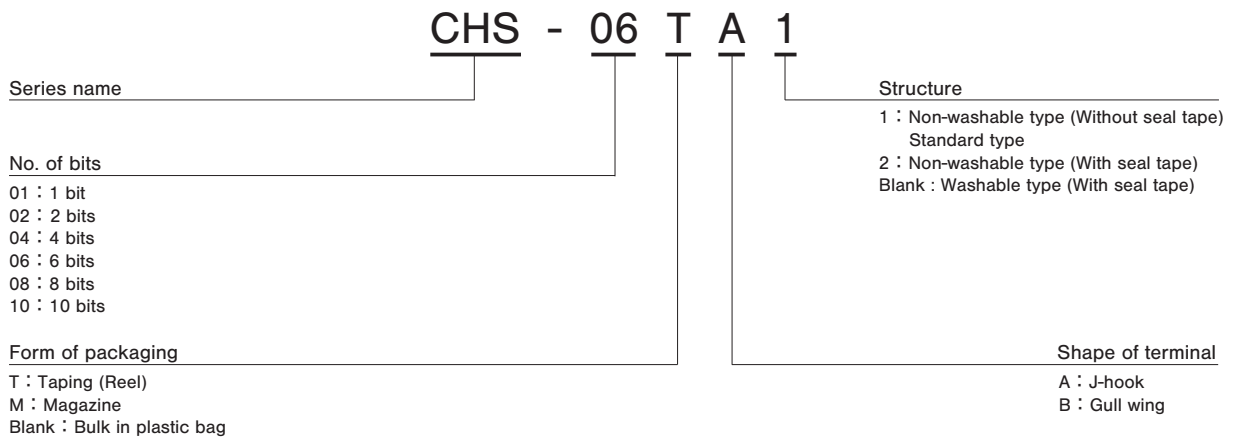 CHS - 06 T A 1
Series name
No. of bits
01：1 bit
02：2 bits
04：4 bits
06：6 bits
08：8 bits
10：10 bits
Form of packaging
T：Taping (Reel)
M：Magazine
Blank：Bulk in plastic bag
Structure
1：Non-washable type (Without seal tape)
Standard type
2：Non-washable type (With seal tape)
Blank : Washable type (With seal tape)
Shape of terminal
A：J-hook
B：Gull wing